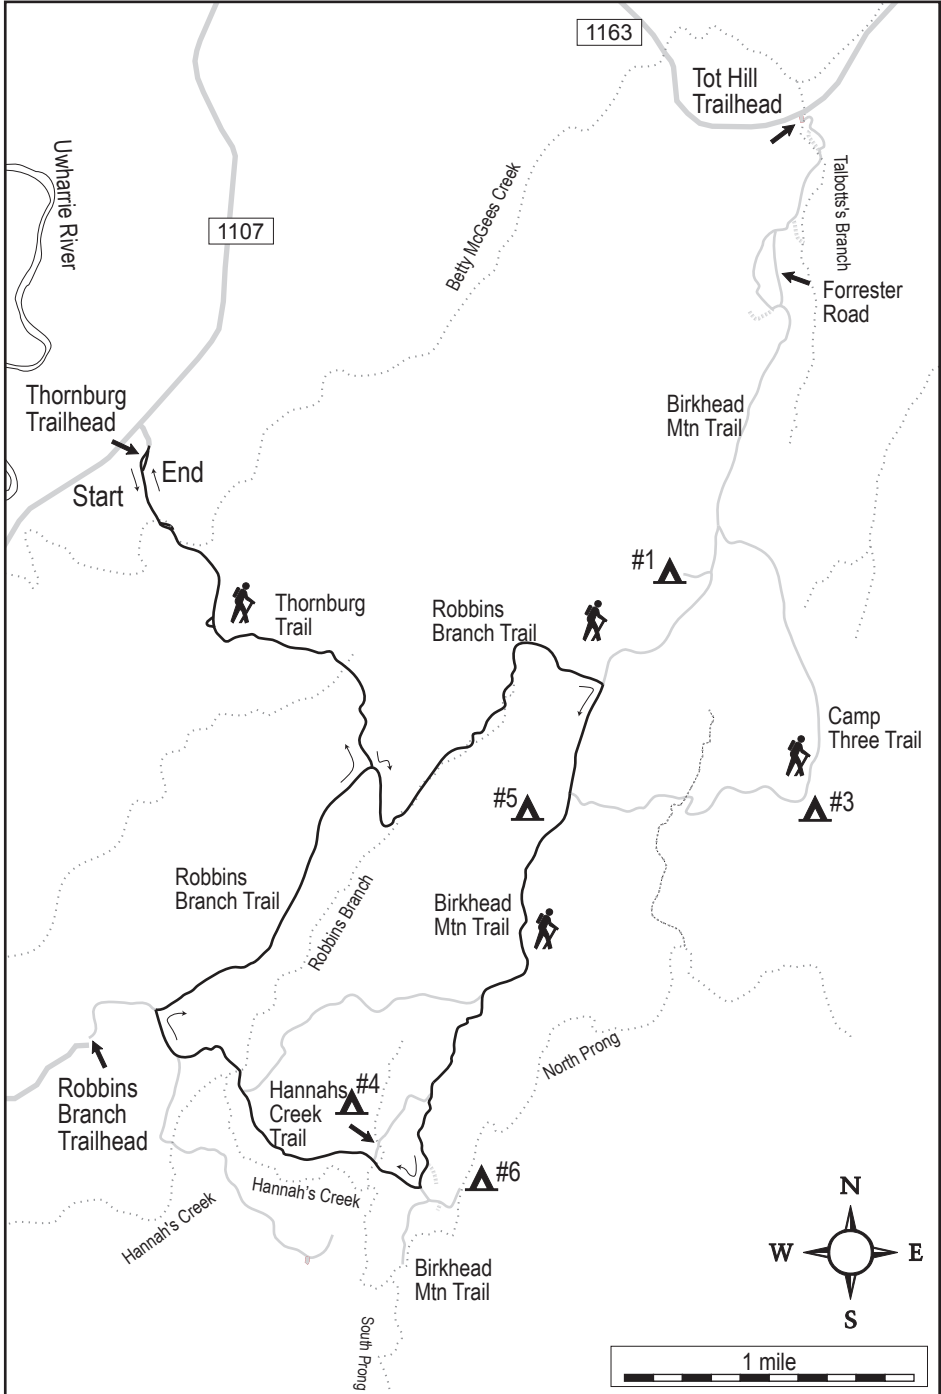 1163
Tot Hill
Trailhead
Uwharrie River
Talbotts's Branch
Betty McGees Creek
1107
Forrester
Road
Thornburg
Trailhead
Birkhead
Mtn Trail
End
Start
#1
Thornburg
Trail
Robbins
Branch Trail
Camp
Three Trail
#5
#3
Robbins
Branch Trail
Robbins Branch
Birkhead
Mtn Trail
North Prong
Robbins
Branch
Trailhead
Hannahs
Creek
Trail
#4
#6
Hannah's Creek
Hannah's Creek
Birkhead
Mtn Trail
South Prong
N
W
E
S
1 mile